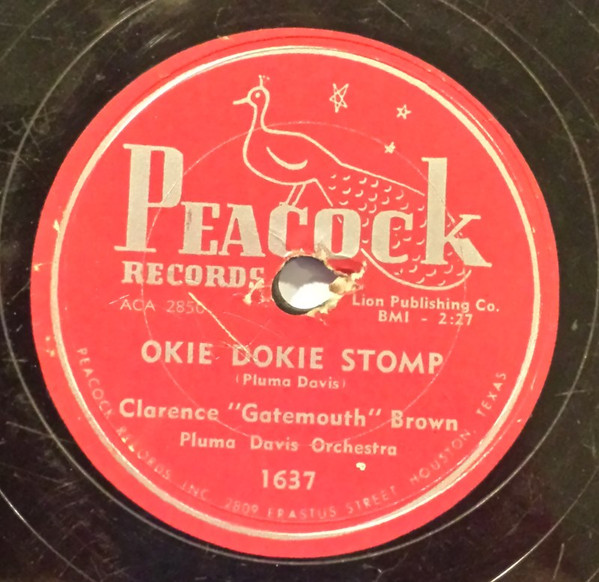 PEACOCK
RECORDS
ACA 2850
Lion Publishing Co.
BMI - 2:27
OKIE DOKIE STOMP
(Pluma Davis)
Clarence "Gatemouth" Brown
Pluma Davis Orchestra
1637
PEACOCK RECORDS, INC. 2809 ERASTUS STREET, HOUSTON, TEXAS